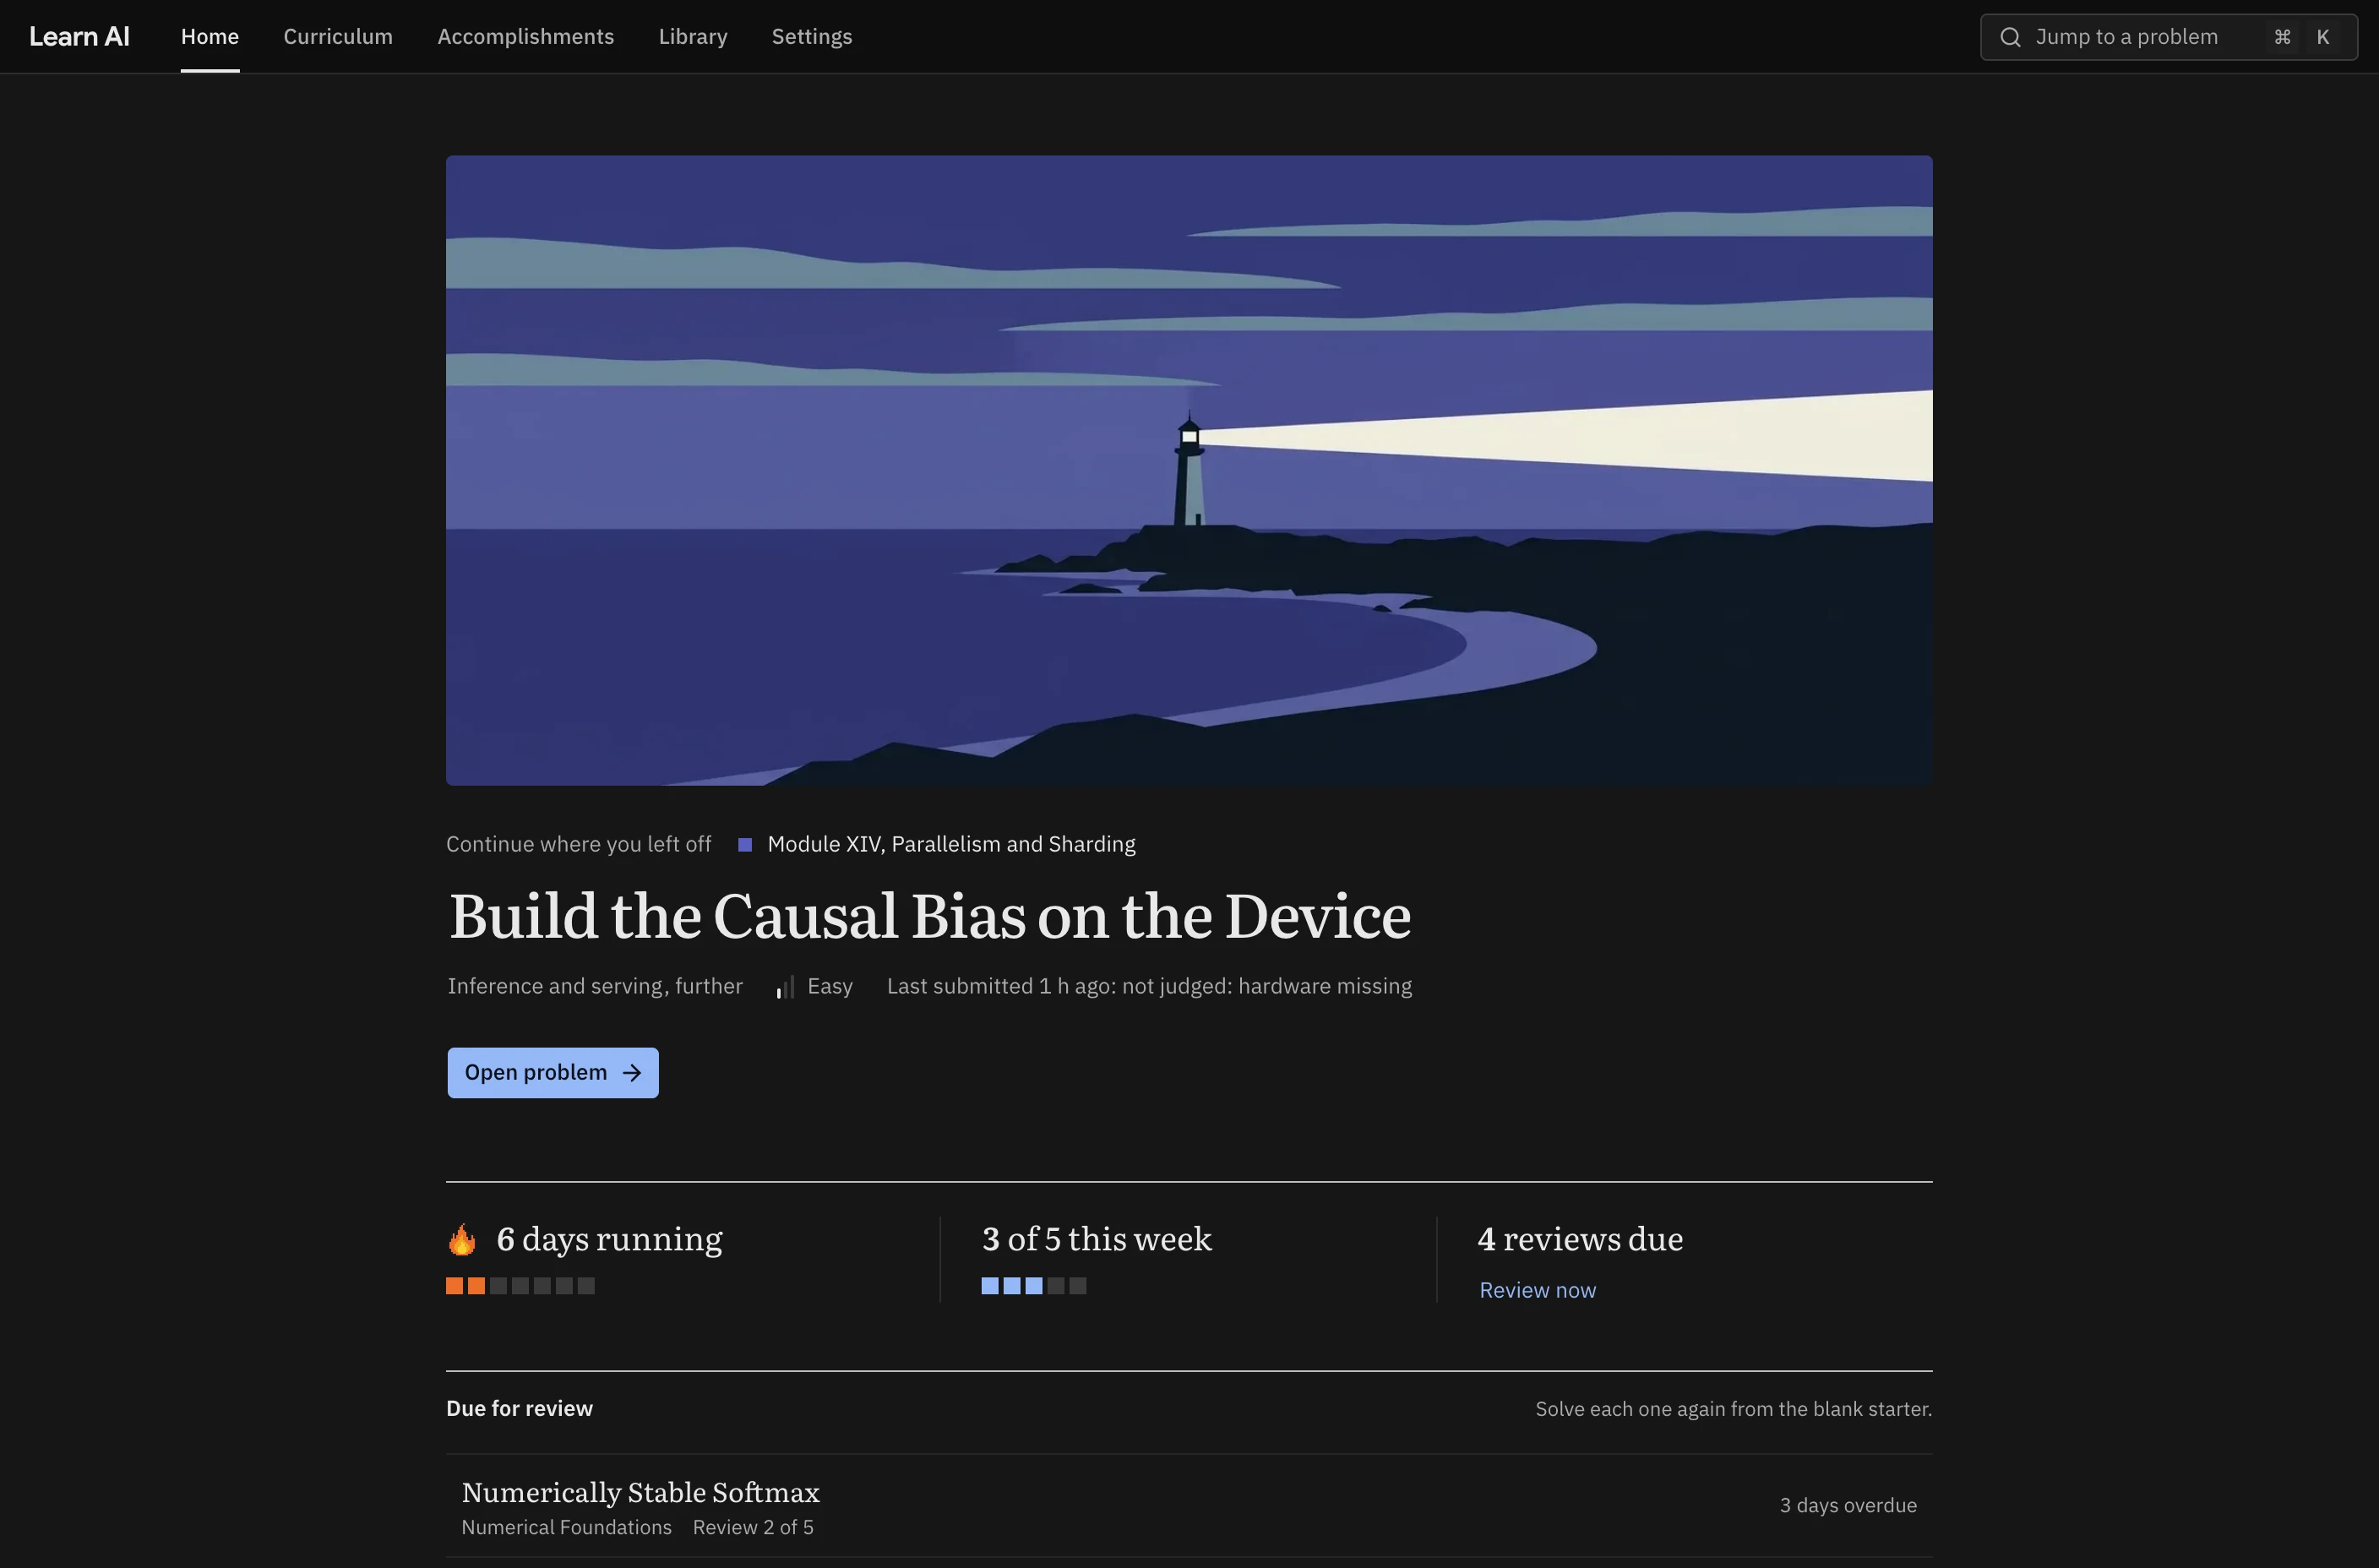 Learn AI Home Curriculum Accomplishments Library Settings Jump to a problem ⌘ K
Continue where you left off Module XIV, Parallelism and Sharding
Build the Causal Bias on the Device
Inference and serving, further Easy Last submitted 1 h ago: not judged: hardware missing
Open problem →
6 days running
3 of 5 this week
4 reviews due
Review now
Due for review Solve each one again from the blank starter.
Numerically Stable Softmax
Numerical Foundations Review 2 of 5
3 days overdue